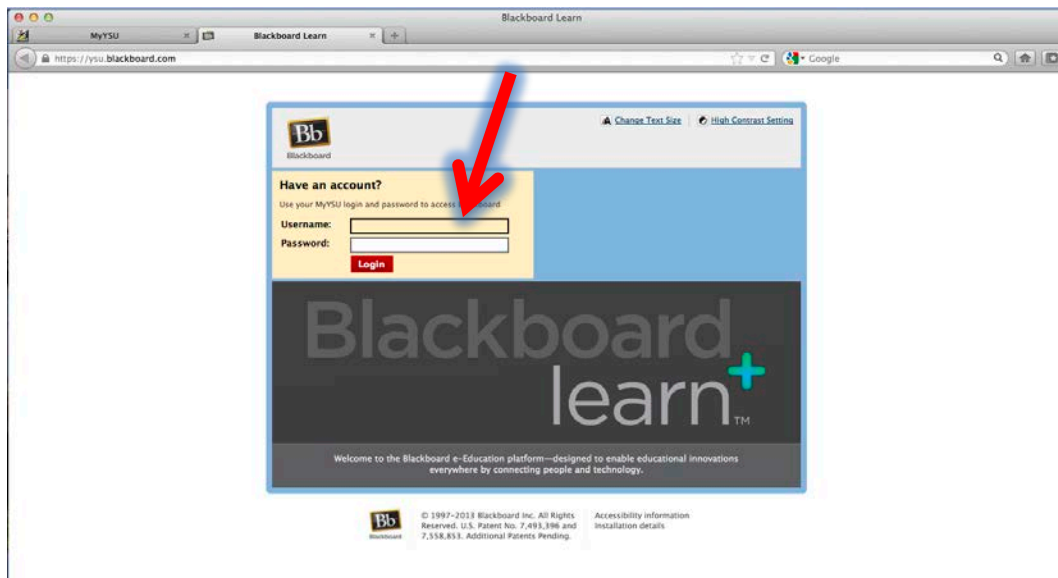 Blackboard Learn
MyYSU
Blackboard Learn
https://ysu.blackboard.com
Google
Bb
Blackboard
Change Text Size
High Contrast Setting
Have an account?
Use your MyYSU login and password to access
Username:
Password:
Login
Blackboard
learn+™
Welcome to the Blackboard e-Education platform—designed to enable educational innovations
everywhere by connecting people and technology.
Bb
Blackboard
© 1997-2013 Blackboard Inc. All Rights
Reserved. U.S. Patent No. 7,493,396 and
7,558,853. Additional Patents Pending.
Accessibility information
Installation details